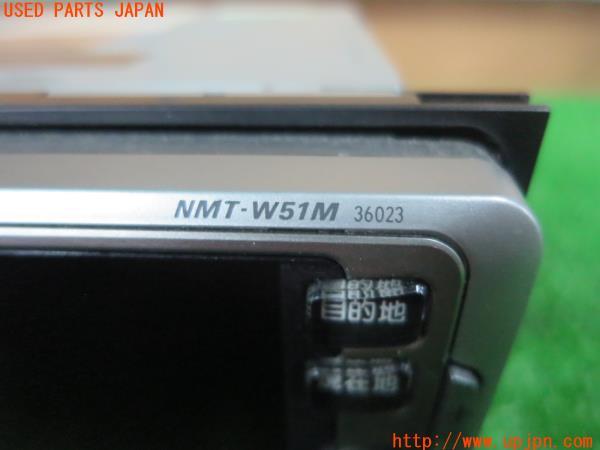 USED PARTS JAPAN
NMT-W51M 36023
目的地
現在地
http://www.upjpn.com/